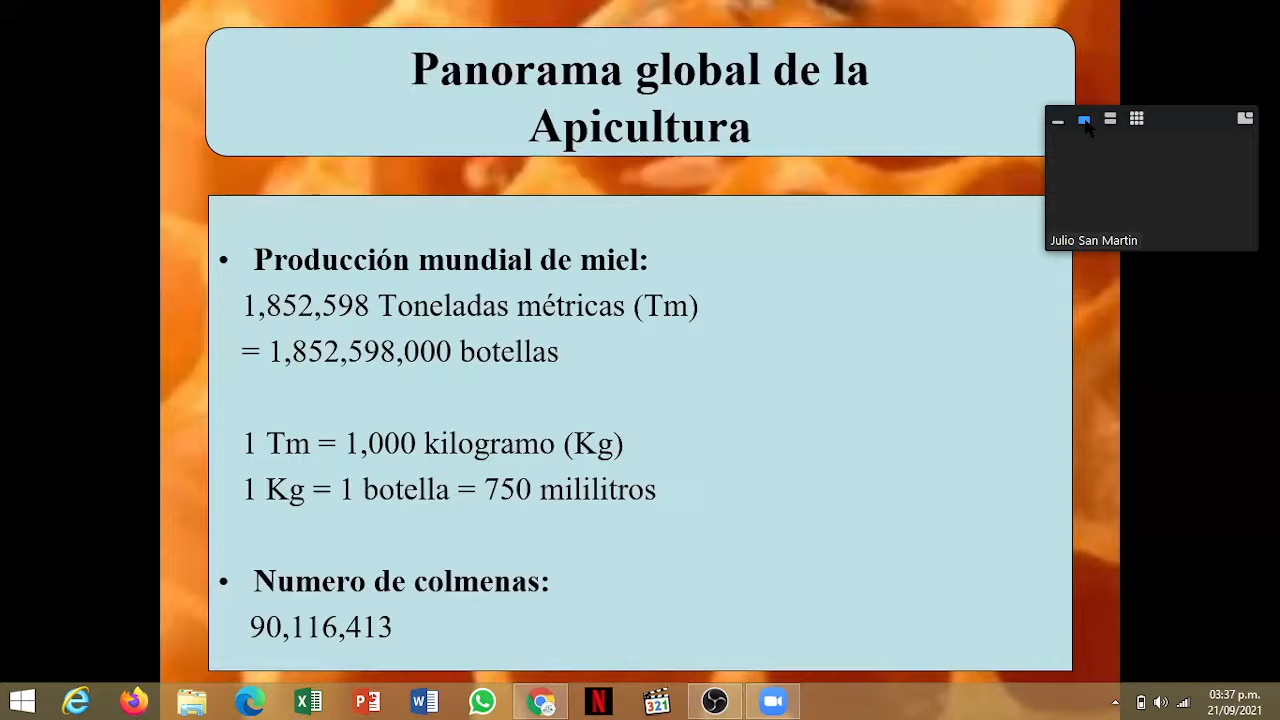 Panorama global de la
Apicultura
• Producción mundial de miel:
1,852,598 Toneladas métricas (Tm)
= 1,852,598,000 botellas
1 Tm = 1,000 kilogramo (Kg)
1 Kg = 1 botella = 750 mililitros
• Numero de colmenas:
90,116,413
Julio San Martin
321
03:37 p.m.
21/09/2021